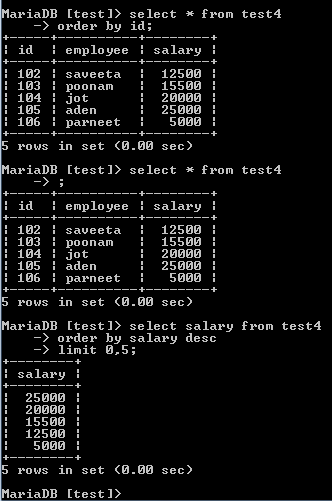 MariaDB [test]> select * from test4
    -> order by id;
+-----+----------+--------+
| id  | employee | salary |
+-----+----------+--------+
| 102 | saveeta  |  12500 |
| 103 | poonam   |  15500 |
| 104 | jot      |  20000 |
| 105 | aden     |  25000 |
| 106 | parneet  |   5000 |
+-----+----------+--------+
5 rows in set (0.00 sec)
MariaDB [test]> select * from test4
    -> ;
+-----+----------+--------+
| id  | employee | salary |
+-----+----------+--------+
| 102 | saveeta  |  12500 |
| 103 | poonam   |  15500 |
| 104 | jot      |  20000 |
| 105 | aden     |  25000 |
| 106 | parneet  |   5000 |
+-----+----------+--------+
5 rows in set (0.00 sec)
MariaDB [test]> select salary from test4
    -> order by salary desc
    -> limit 0,5;
+--------+
| salary |
+--------+
|  25000 |
|  20000 |
|  15500 |
|  12500 |
|   5000 |
+--------+
5 rows in set (0.00 sec)
MariaDB [test]>